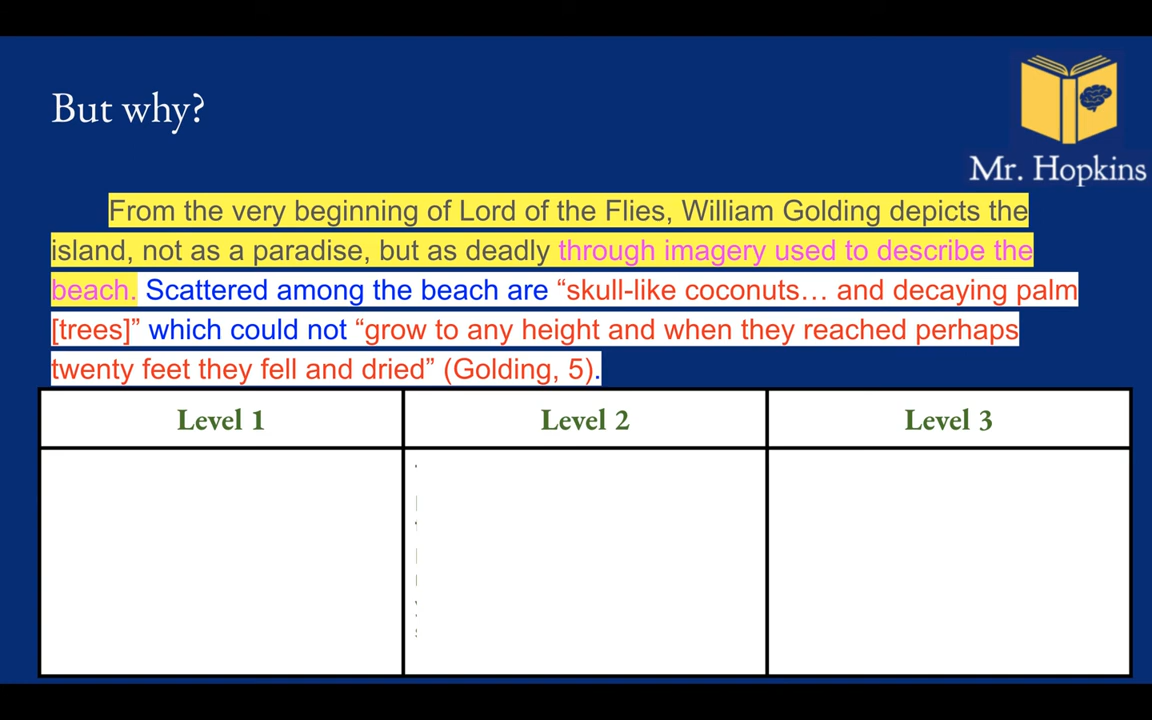 But why?
Mr. Hopkins
From the very beginning of Lord of the Flies, William Golding depicts the
island, not as a paradise, but as deadly through imagery used to describe the
beach. Scattered among the beach are “skull-like coconuts… and decaying palm
[trees]” which could not “grow to any height and when they reached perhaps
twenty feet they fell and dried” (Golding, 5).
Level 1
Level 2
Level 3